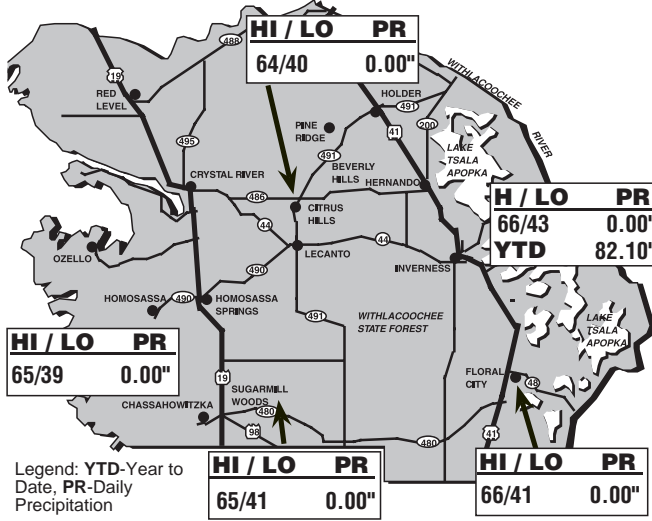 HI / LO PR
64/40 0.00"
488
19
RED
LEVEL
WITHLACOOCHEE
RIVER
HOLDER
491
200
41
PINE
RIDGE
495
491
BEVERLY
HILLS
LAKE
TSALA
APOPKA
CRYSTAL RIVER
HERNANDO
486
CITRUS
HILLS
H / LO PR
66/43 0.00"
YTD 82.10"
44
44
OZELLO
LECANTO
INVERNESS
490
HOMOSASSA
490
HOMOSASSA
SPRINGS
491
WITHLACOOCHEE
STATE FOREST
LAKE
TSALA
APOPKA
HI / LO PR
65/39 0.00"
19
SUGARMILL
WOODS
FLORAL
CITY
48
CHASSAHOWITZKA
480
98
480
41
Legend: YTD-Year to
Date, PR-Daily
Precipitation
HI / LO PR
65/41 0.00"
HI / LO PR
66/41 0.00"